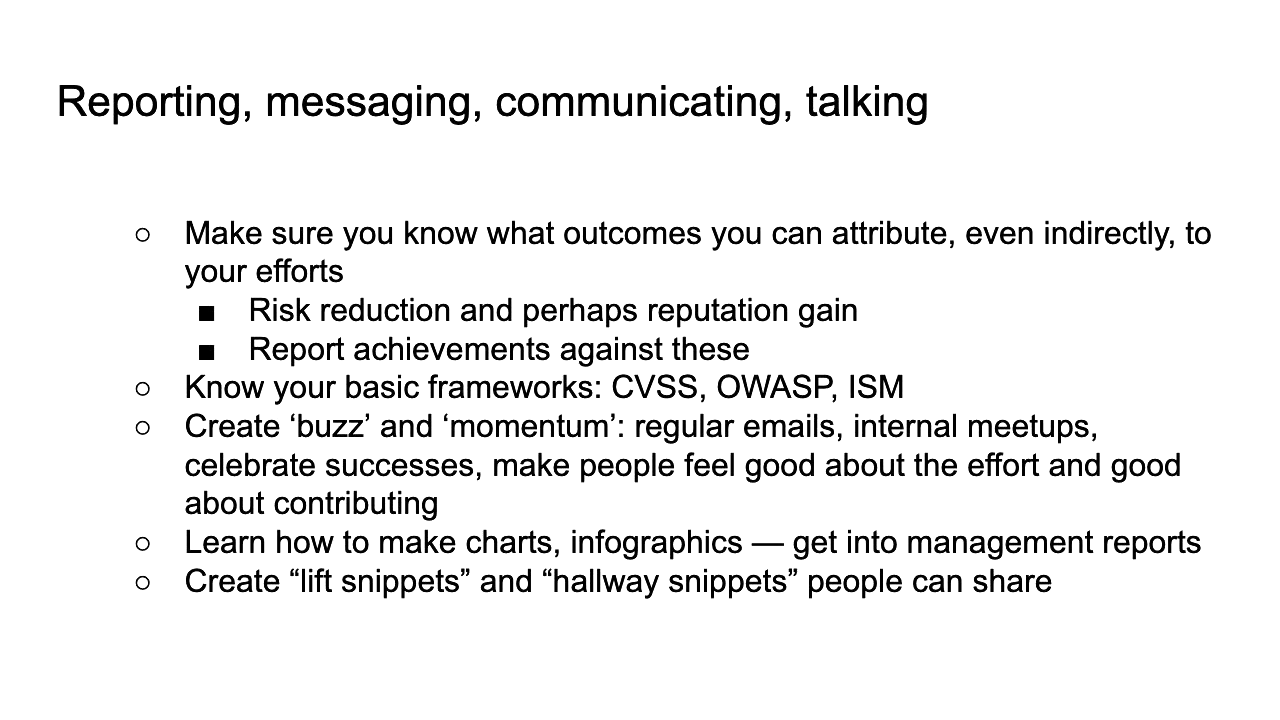 Reporting, messaging, communicating, talking
○ Make sure you know what outcomes you can attribute, even indirectly, to
your efforts
■ Risk reduction and perhaps reputation gain
■ Report achievements against these
○ Know your basic frameworks: CVSS, OWASP, ISM
○ Create ‘buzz’ and ‘momentum’: regular emails, internal meetups,
celebrate successes, make people feel good about the effort and good
about contributing
○ Learn how to make charts, infographics — get into management reports
○ Create “lift snippets” and “hallway snippets” people can share